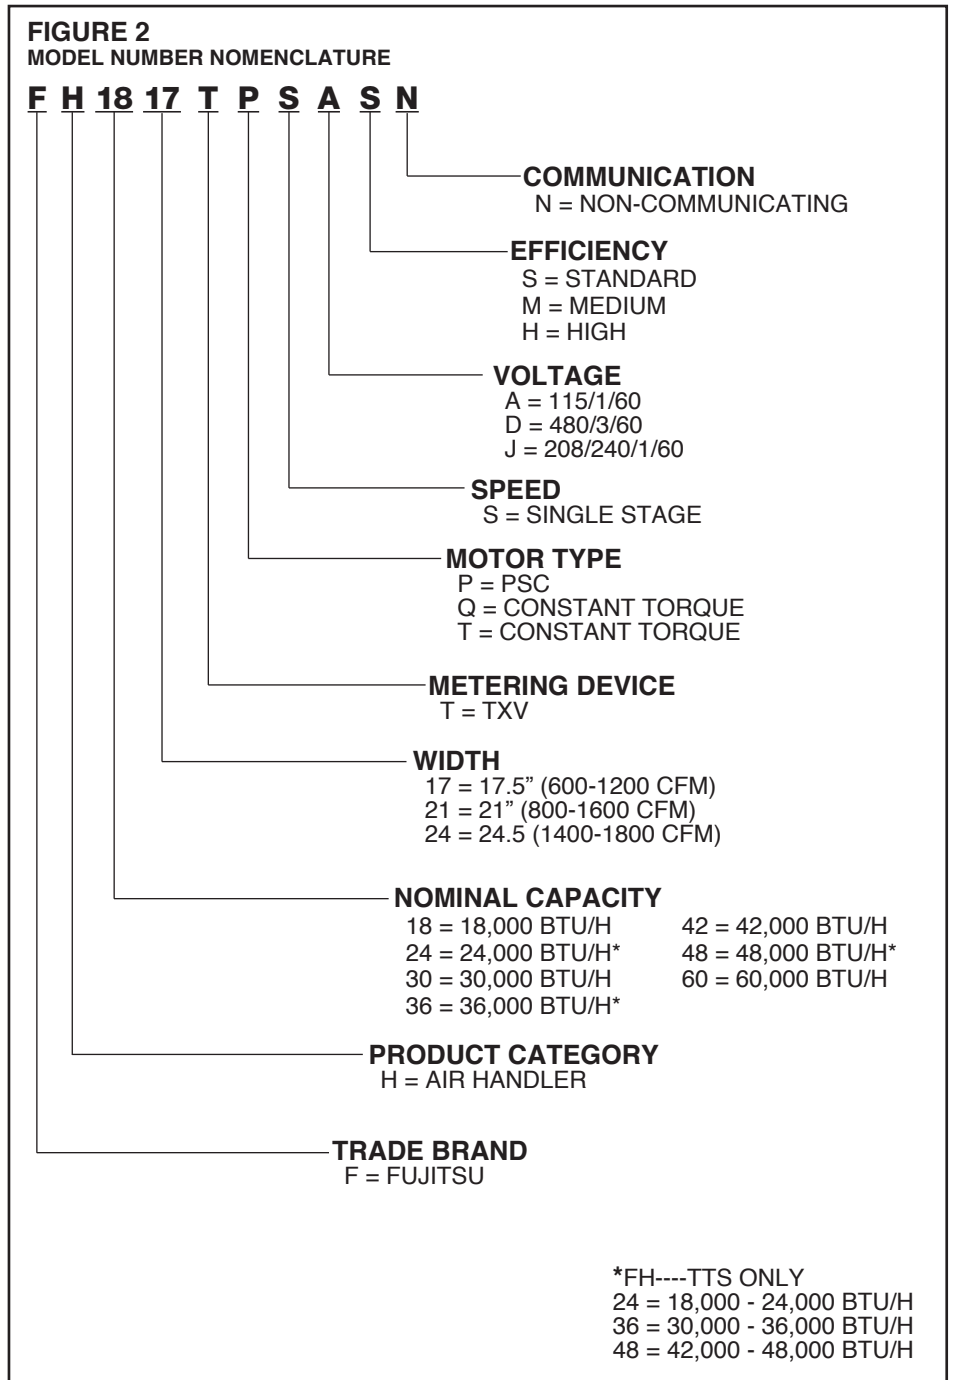 FIGURE 2
MODEL NUMBER NOMENCLATURE
F H 18 17 T P S A S N
COMMUNICATION
N = NON-COMMUNICATING
EFFICIENCY
S = STANDARD
M = MEDIUM
H = HIGH
VOLTAGE
A = 115/1/60
D = 480/3/60
J = 208/240/1/60
SPEED
S = SINGLE STAGE
MOTOR TYPE
P = PSC
Q = CONSTANT TORQUE
T = CONSTANT TORQUE
METERING DEVICE
T = TXV
WIDTH
17 = 17.5” (600-1200 CFM)
21 = 21” (800-1600 CFM)
24 = 24.5 (1400-1800 CFM)
NOMINAL CAPACITY
18 = 18,000 BTU/H 42 = 42,000 BTU/H
24 = 24,000 BTU/H* 48 = 48,000 BTU/H*
30 = 30,000 BTU/H 60 = 60,000 BTU/H
36 = 36,000 BTU/H*
PRODUCT CATEGORY
H = AIR HANDLER
TRADE BRAND
F = FUJITSU
*FH----TTS ONLY
24 = 18,000 - 24,000 BTU/H
36 = 30,000 - 36,000 BTU/H
48 = 42,000 - 48,000 BTU/H